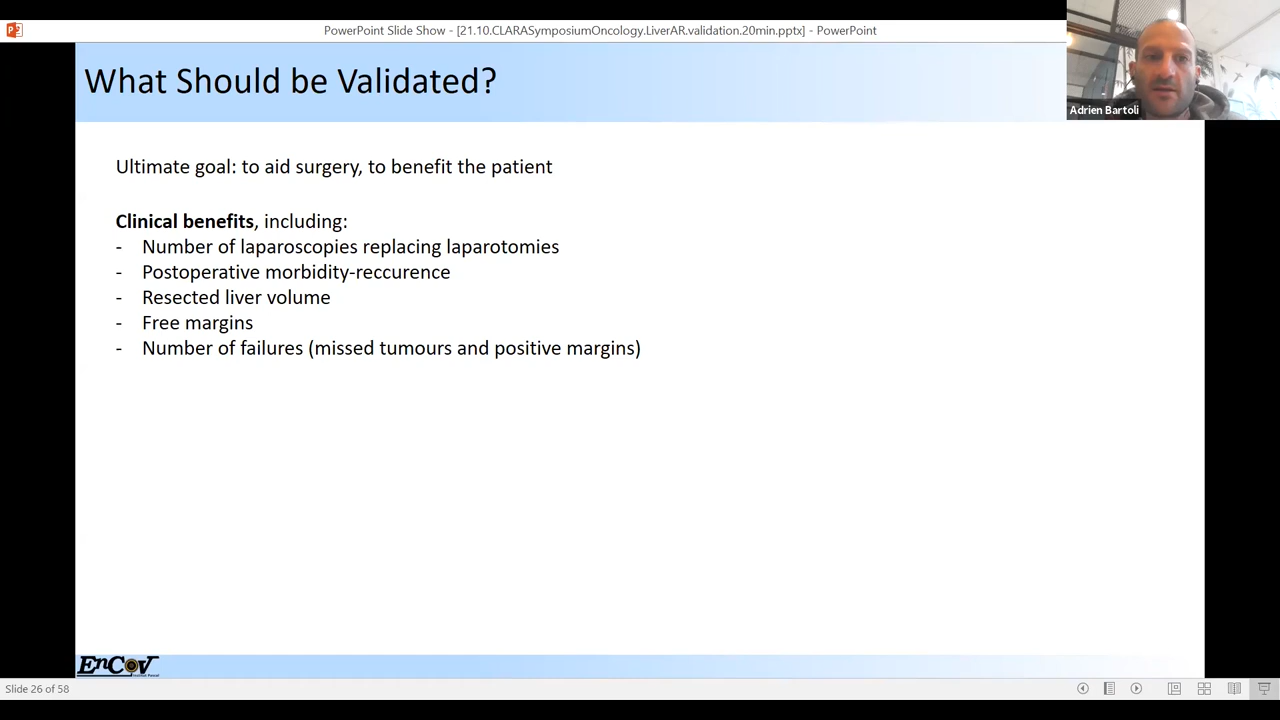 PowerPoint Slide Show - [21.10.CLARASymposiumOncology.LiverAR.validation.20min.pptx] - PowerPoint
What Should be Validated?
Adrien Bartoli
Ultimate goal: to aid surgery, to benefit the patient
Clinical benefits, including:
- Number of laparoscopies replacing laparotomies
- Postoperative morbidity-reccurence
- Resected liver volume
- Free margins
- Number of failures (missed tumours and positive margins)
EnCoV
Institut Pascal
Slide 26 of 58